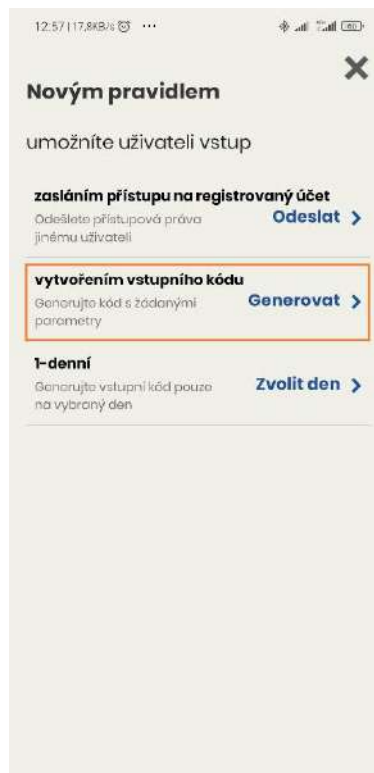 12:57 | 17,8KB/s ...
Novým pravidlem
umožníte uživateli vstup
zasláním přístupu na registrovaný účet
Odešlete přístupová práva
jinému uživateli
Odeslat >
vytvořením vstupního kódu
Generujte kód s žádanými
parametry
Generovat >
1-denní
Generujte vstupní kód pouze
na vybraný den
Zvolit den >